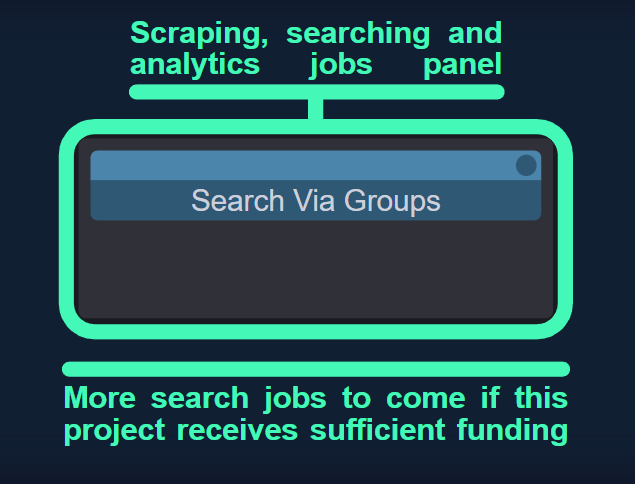 Scraping, searching and
analytics jobs panel
Search Via Groups
More search jobs to come if this
project receives sufficient funding